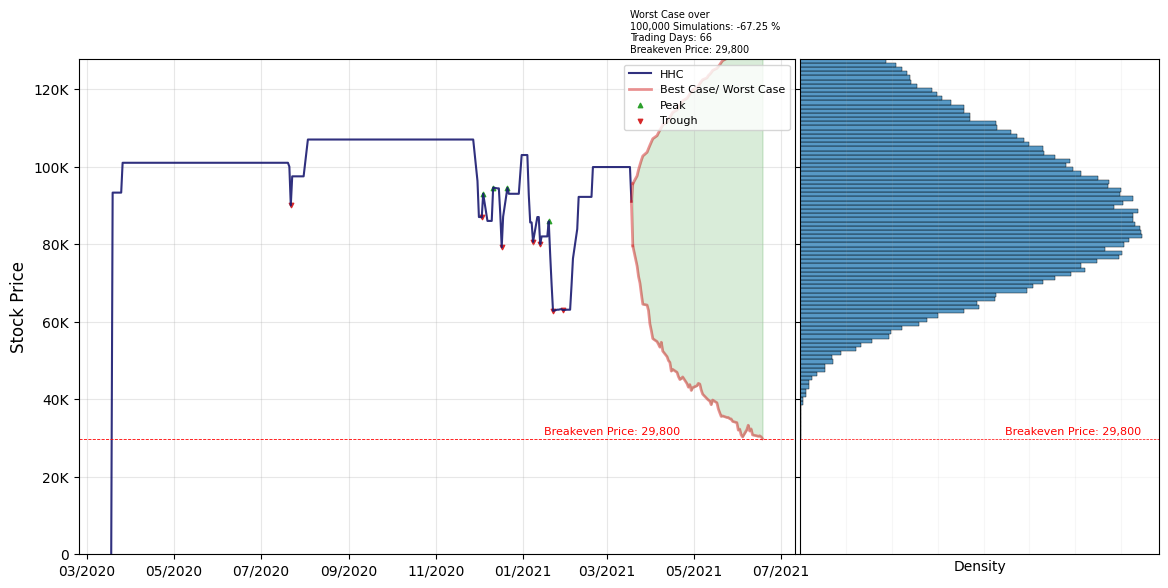 Worst Case over
100,000 Simulations: -67.25 %
Trading Days: 66
Breakeven Price: 29,800
HHC
Best Case/ Worst Case
Peak
Trough
Stock Price
120K
100K
80K
60K
40K
20K
0
Breakeven Price: 29,800
Breakeven Price: 29,800
03/2020 05/2020 07/2020 09/2020 11/2020 01/2021 03/2021 05/2021 07/2021
Density